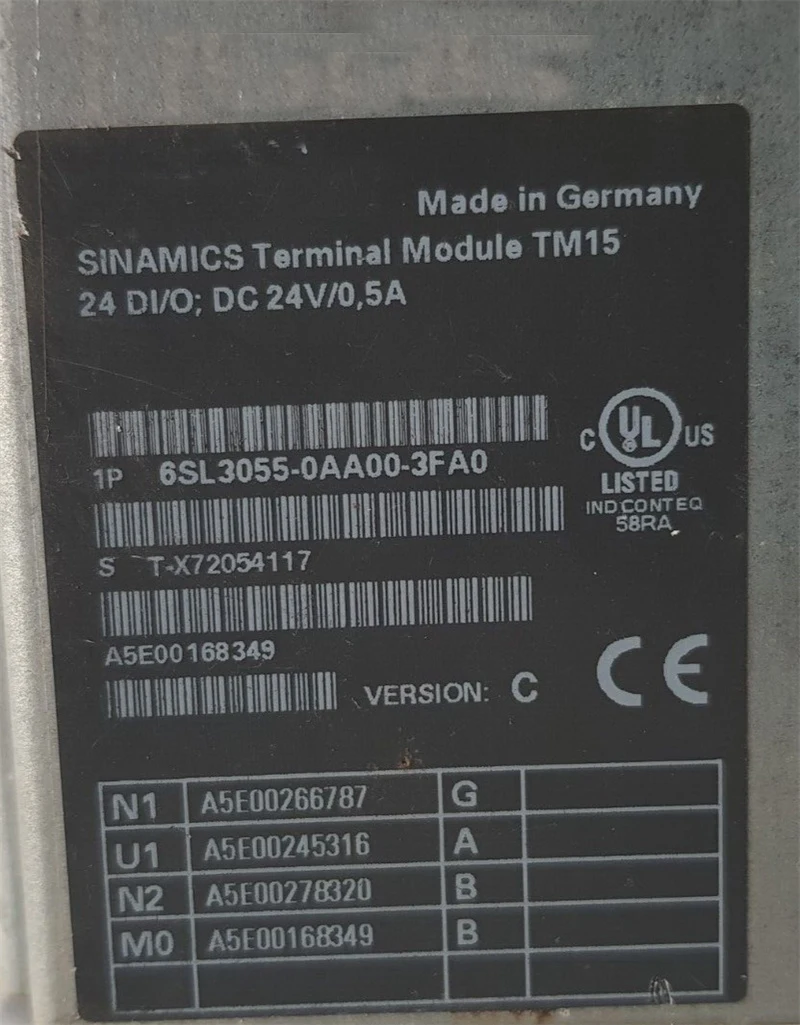 Made in Germany
SINAMICS Terminal Module TM15
24 DI/O; DC 24V/0,5A
1P 6SL3055-0AA00-3FA0
C UL US
LISTED
IND CONT EQ
58RA
S T-X72054117
A5E00168349
VERSION: C
CE
N1 A5E00266787 G
U1 A5E00245316 A
N2 A5E00278320 B
M0 A5E00168349 B